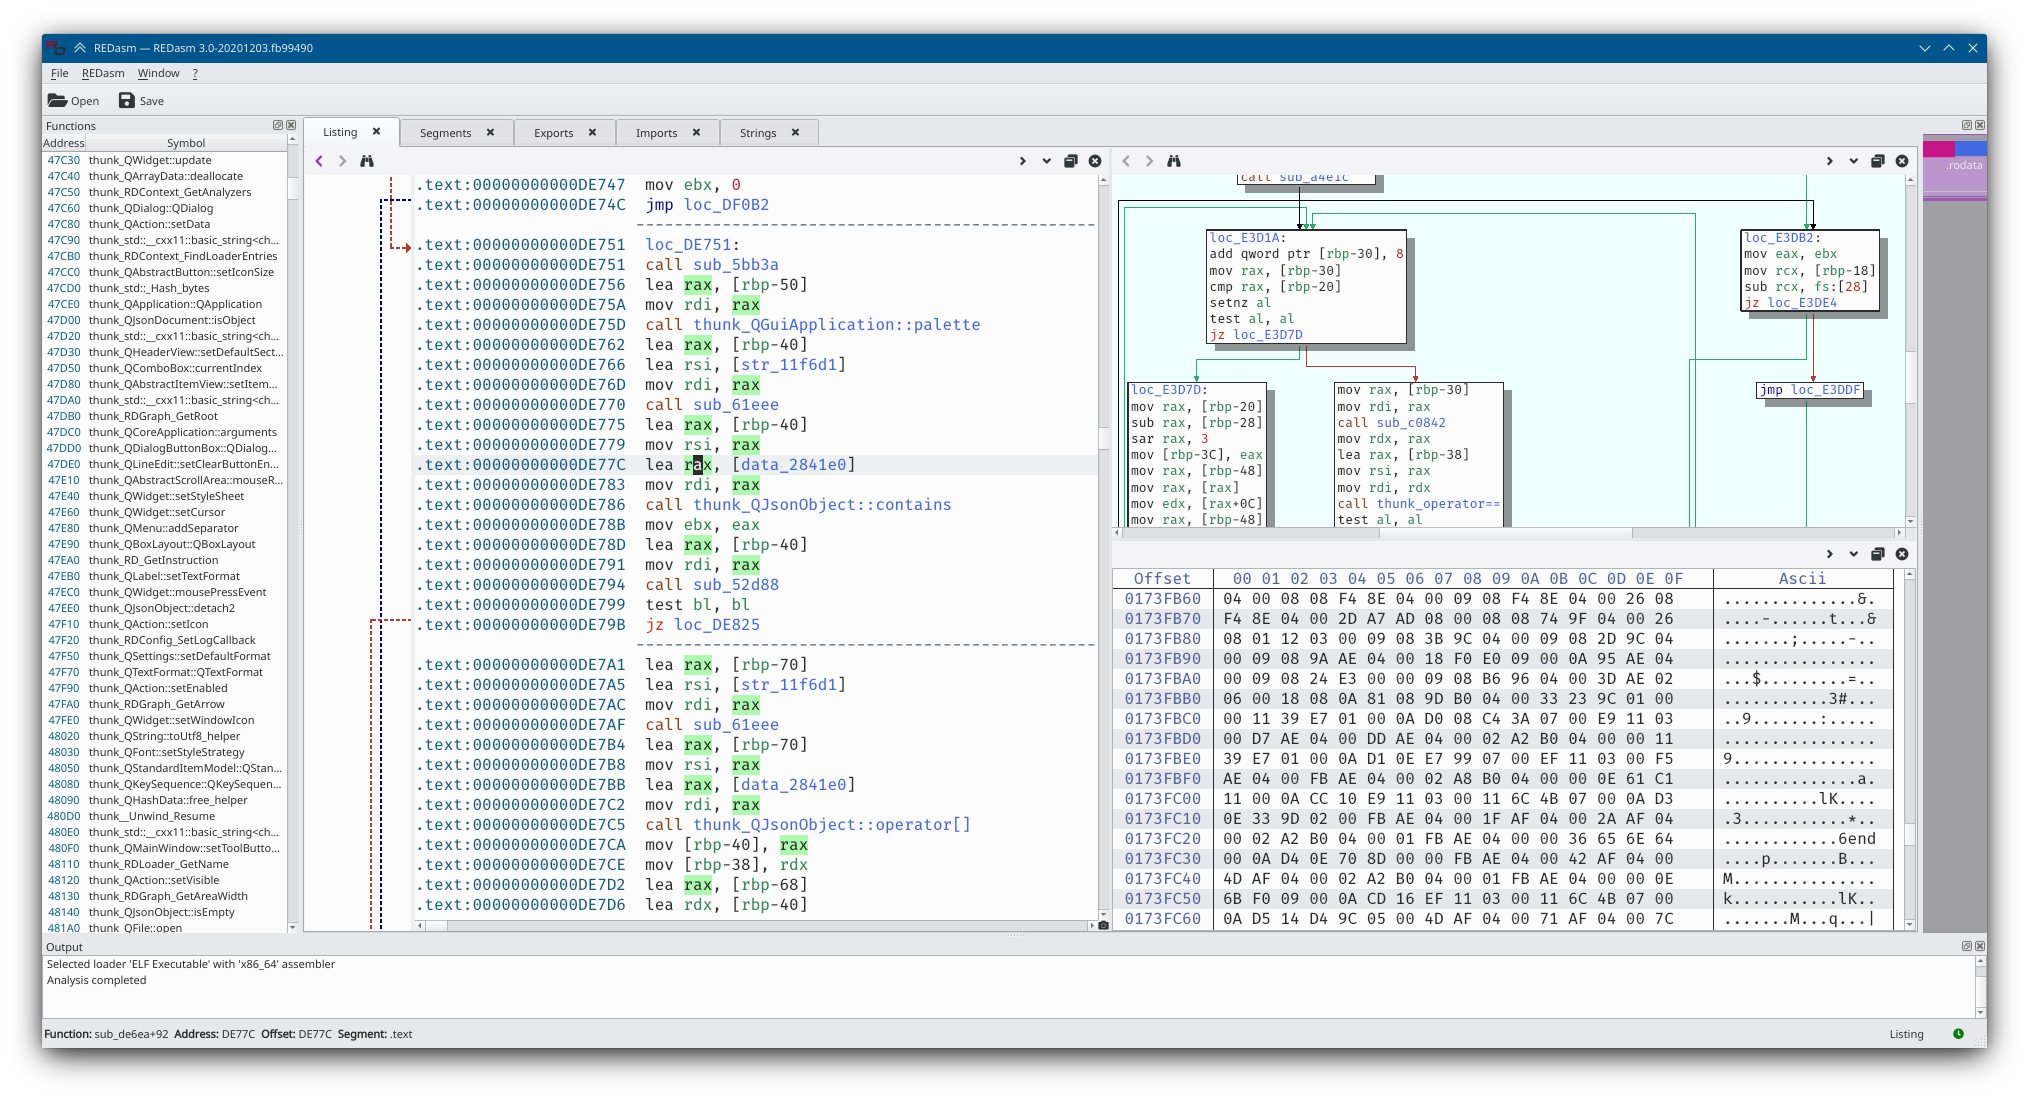 REDasm — REDasm 3.0-20201203.fb99490
File REDasm Window ?
Open Save
Functions
Address Symbol
47C30 thunk_QWidget::update
47C40 thunk_QArrayData::deallocate
47C50 thunk_RDContext_GetAnalyzers
47C60 thunk_QDialog::QDialog
47C80 thunk_QAction::setData
47C90 thunk_std::__cxx11::basic_string<ch...
47CB0 thunk_RDContext_FindLoaderEntries
47CC0 thunk_QAbstractButton::setIconSize
47CD0 thunk_std::_Hash_bytes
47CE0 thunk_QApplication::QApplication
47D00 thunk_QJsonDocument::isObject
47D20 thunk_std::__cxx11::basic_string<ch...
47D30 thunk_QHeaderView::setDefaultSect...
47D50 thunk_QComboBox::currentIndex
47D80 thunk_QAbstractItemView::setItem...
47DA0 thunk_std::__cxx11::basic_string<ch...
47DB0 thunk_RDGraph_GetRoot
47DC0 thunk_QCoreApplication::arguments
47DD0 thunk_QDialogButtonBox::QDialog...
47DE0 thunk_QLineEdit::setClearButtonEn...
47E10 thunk_QAbstractScrollArea::mouseR...
47E40 thunk_QWidget::setStyleSheet
47E60 thunk_QWidget::setCursor
47E80 thunk_QMenu::addSeparator
47E90 thunk_QBoxLayout::QBoxLayout
47EA0 thunk_RD_GetInstruction
47EB0 thunk_QLabel::setTextFormat
47EC0 thunk_QWidget::mousePressEvent
47EE0 thunk_QJsonObject::detach2
47F10 thunk_QAction::setIcon
47F20 thunk_RDConfig_SetLogCallback
47F50 thunk_QSettings::setDefaultFormat
47F70 thunk_QTextFormat::QTextFormat
47F90 thunk_QAction::setEnabled
47FA0 thunk_RDGraph_GetArrow
47FE0 thunk_QWidget::setWindowIcon
48020 thunk_QString::toUtf8_helper
48030 thunk_QFont::setStyleStrategy
48050 thunk_QStandardItemModel::QStan...
48080 thunk_QKeySequence::QKeySequen...
48090 thunk_QHashData::free_helper
480D0 thunk__Unwind_Resume
480E0 thunk_std::__cxx11::basic_string<ch...
480F0 thunk_QMainWindow::setToolButto...
48110 thunk_RDLoader_GetName
48120 thunk_QAction::setVisible
48130 thunk_RDGraph_GetAreaWidth
48140 thunk_QJsonObject::isEmpty
481A0 thunk_QFile::open
Listing Segments Exports Imports Strings
.text:00000000000DE747 mov ebx, 0
.text:00000000000DE74C jmp loc_DF0B2
.text:00000000000DE751 loc_DE751:
.text:00000000000DE751 call sub_5bb3a
.text:00000000000DE756 lea rax, [rbp-50]
.text:00000000000DE75A mov rdi, rax
.text:00000000000DE75D call thunk_QGuiApplication::palette
.text:00000000000DE762 lea rax, [rbp-40]
.text:00000000000DE766 lea rsi, [str_11f6d1]
.text:00000000000DE76D mov rdi, rax
.text:00000000000DE770 call sub_61eee
.text:00000000000DE775 lea rax, [rbp-40]
.text:00000000000DE779 mov rsi, rax
.text:00000000000DE77C lea rax, [data_2841e0]
.text:00000000000DE783 mov rdi, rax
.text:00000000000DE786 call thunk_QJsonObject::contains
.text:00000000000DE78B mov ebx, eax
.text:00000000000DE78D lea rax, [rbp-40]
.text:00000000000DE791 mov rdi, rax
.text:00000000000DE794 call sub_52d88
.text:00000000000DE799 test bl, bl
.text:00000000000DE79B jz loc_DE825
.text:00000000000DE7A1 lea rax, [rbp-70]
.text:00000000000DE7A5 lea rsi, [str_11f6d1]
.text:00000000000DE7AC mov rdi, rax
.text:00000000000DE7AF call sub_61eee
.text:00000000000DE7B4 lea rax, [rbp-70]
.text:00000000000DE7B8 mov rsi, rax
.text:00000000000DE7BB lea rax, [data_2841e0]
.text:00000000000DE7C2 mov rdi, rax
.text:00000000000DE7C5 call thunk_QJsonObject::operator[]
.text:00000000000DE7CA mov [rbp-40], rax
.text:00000000000DE7CE mov [rbp-38], rdx
.text:00000000000DE7D2 lea rax, [rbp-68]
.text:00000000000DE7D6 lea rdx, [rbp-40]
call sub_a4e1c
loc_E3D1A:
add qword ptr [rbp-30], 8
mov rax, [rbp-30]
cmp rax, [rbp-20]
setnz al
test al, al
jz loc_E3D7D
loc_E3DB2:
mov eax, ebx
mov rcx, [rbp-18]
sub rcx, fs:[28]
jz loc_E3DE4
loc_E3D7D:
mov rax, [rbp-20]
sub rax, [rbp-28]
sar rax, 3
mov [rbp-3C], eax
mov rax, [rbp-48]
mov rax, [rax]
mov edx, [rax+0C]
mov rax, [rbp-48]
mov rax, [rbp-30]
mov rdi, rax
call sub_c0842
mov rdx, rax
lea rax, [rbp-38]
mov rsi, rax
mov rdi, rdx
call thunk_operator==
test al, al
jmp loc_E3DDF
.rodata
Offset 00 01 02 03 04 05 06 07 08 09 0A 0B 0C 0D 0E 0F Ascii
0173FB60 04 00 08 08 F4 8E 04 00 09 08 F4 8E 04 00 26 08 ..............&.
0173FB70 F4 8E 04 00 2D A7 AD 08 00 08 08 74 9F 04 00 26 ....-......t...&
0173FB80 08 01 12 03 00 09 08 3B 9C 04 00 09 08 2D 9C 04 .......;.....-..
0173FB90 00 09 08 9A AE 04 00 18 F0 E0 09 00 0A 95 AE 04 ................
0173FBA0 00 09 08 24 E3 00 00 09 08 B6 96 04 00 3D AE 02 ...$.........=..
0173FBB0 06 00 18 08 0A 81 08 9D B0 04 00 33 23 9C 01 00 ...........3#...
0173FBC0 00 11 39 E7 01 00 0A D0 08 C4 3A 07 00 E9 11 03 ..9.......:.....
0173FBD0 00 D7 AE 04 00 DD AE 04 00 02 A2 B0 04 00 00 11 ................
0173FBE0 39 E7 01 00 0A D1 0E E7 99 07 00 EF 11 03 00 F5 9...............
0173FBF0 AE 04 00 FB AE 04 00 02 A8 B0 04 00 00 0E 61 C1 ..............a.
0173FC00 11 00 0A CC 10 E9 11 03 00 11 6C 4B 07 00 0A D3 ..........lK....
0173FC10 0E 33 9D 02 00 FB AE 04 00 1F AF 04 00 2A AF 04 .3...........*..
0173FC20 00 02 A2 B0 04 00 01 FB AE 04 00 00 36 65 6E 64 ............6end
0173FC30 00 0A D4 0E 70 8D 00 00 FB AE 04 00 42 AF 04 00 ....p.......B...
0173FC40 4D AF 04 00 02 A2 B0 04 00 01 FB AE 04 00 00 0E M...............
0173FC50 6B F0 09 00 0A CD 16 EF 11 03 00 11 6C 4B 07 00 k...........lK..
0173FC60 0A D5 14 D4 9C 05 00 4D AF 04 00 71 AF 04 00 7C .......M...q...|
Output
Selected loader 'ELF Executable' with 'x86_64' assembler
Analysis completed
Function: sub_de6ea+92 Address: DE77C Offset: DE77C Segment: .text
Listing